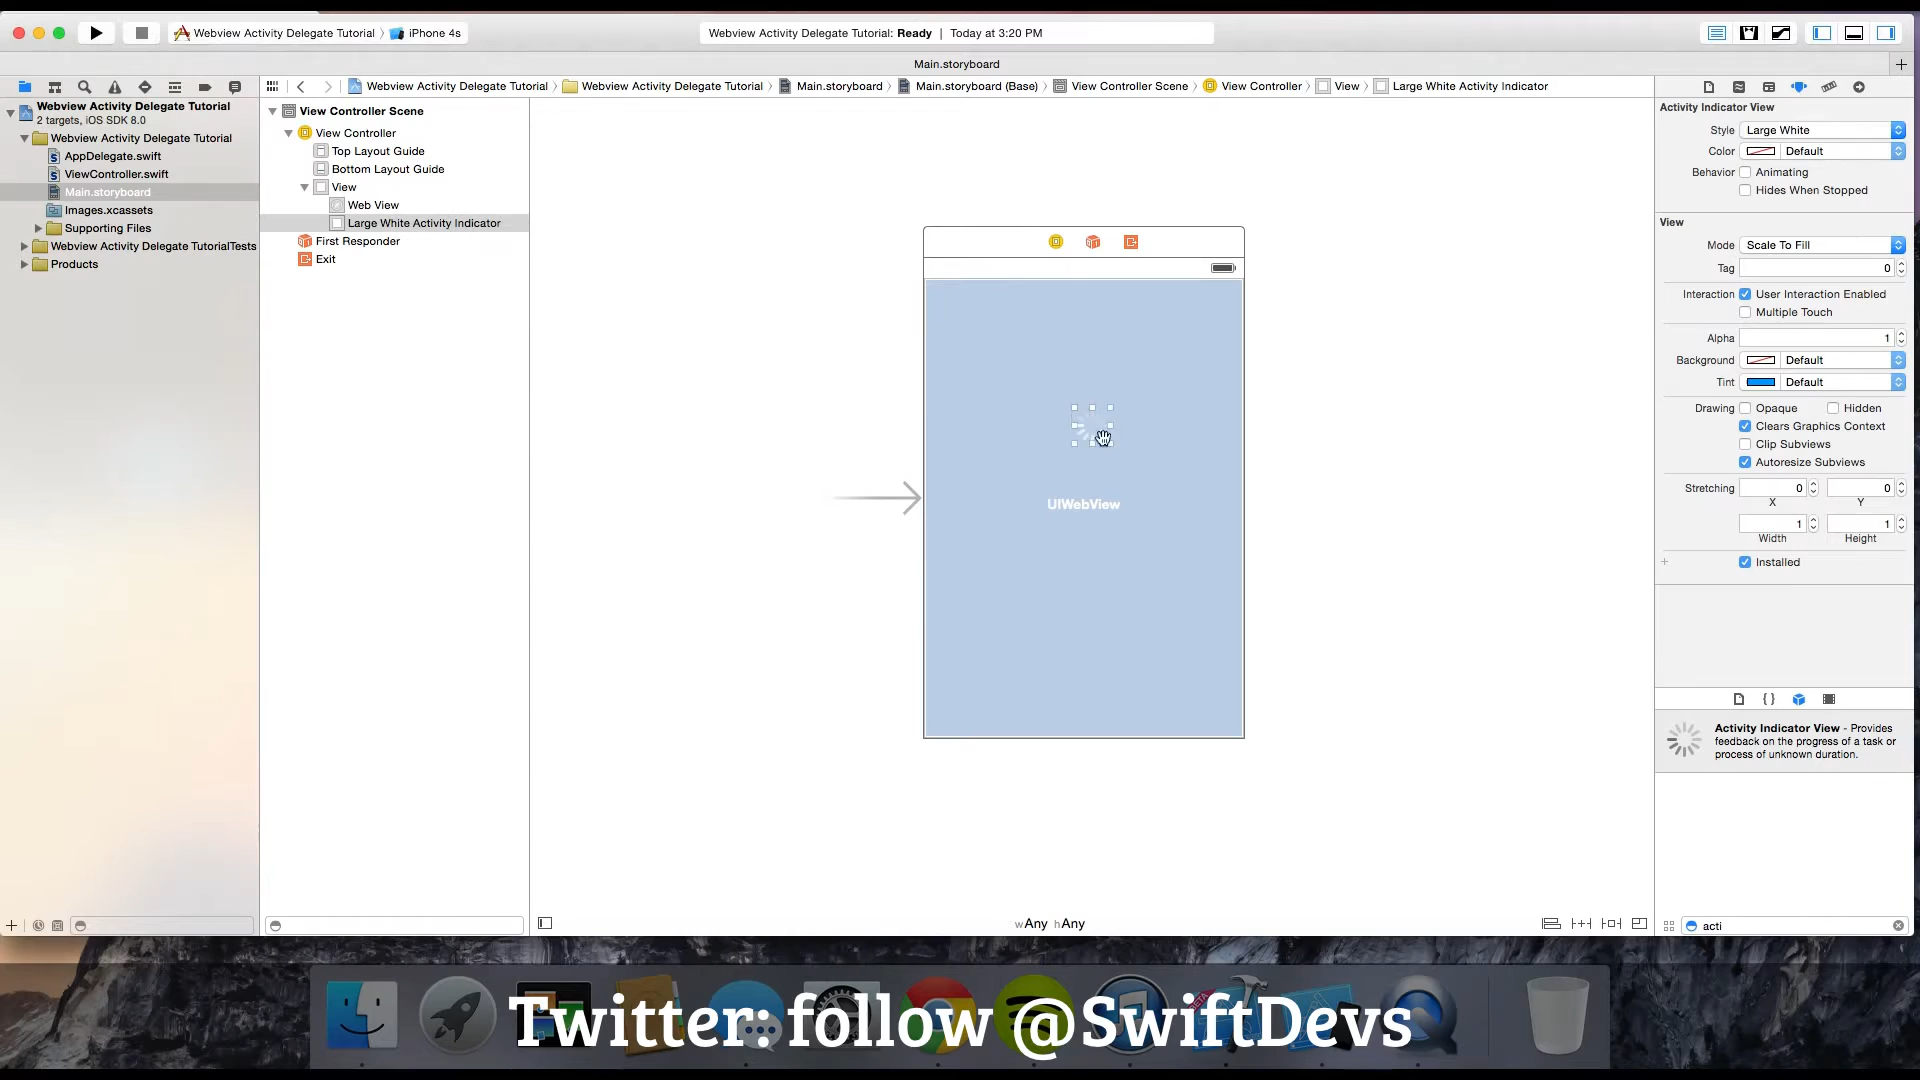 Webview Activity Delegate Tutorial
iPhone 4s
Webview Activity Delegate Tutorial: Ready | Today at 3:20 PM
Main.storyboard
Webview Activity Delegate Tutorial
Webview Activity Delegate Tutorial
Main.storyboard
Main.storyboard (Base)
View Controller Scene
View Controller
View
Large White Activity Indicator
Webview Activity Delegate Tutorial
2 targets, iOS SDK 8.0
Webview Activity Delegate Tutorial
AppDelegate.swift
ViewController.swift
Main.storyboard
Images.xcassets
Supporting Files
Webview Activity Delegate TutorialTests
Products
View Controller Scene
View Controller
Top Layout Guide
Bottom Layout Guide
View
Web View
Large White Activity Indicator
First Responder
Exit
UIWebView
wAny hAny
Activity Indicator View
Style Large White
Color Default
Behavior Animating
Hides When Stopped
View
Mode Scale To Fill
Tag 0
Interaction User Interaction Enabled
Multiple Touch
Alpha 1
Background Default
Tint Default
Drawing Opaque Hidden
Clears Graphics Context
Clip Subviews
Autoresize Subviews
Stretching 0 0
X Y
1 1
Width Height
Installed
Activity Indicator View - Provides
feedback on the progress of a task or
process of unknown duration.
acti
Twitter: follow @SwiftDevs